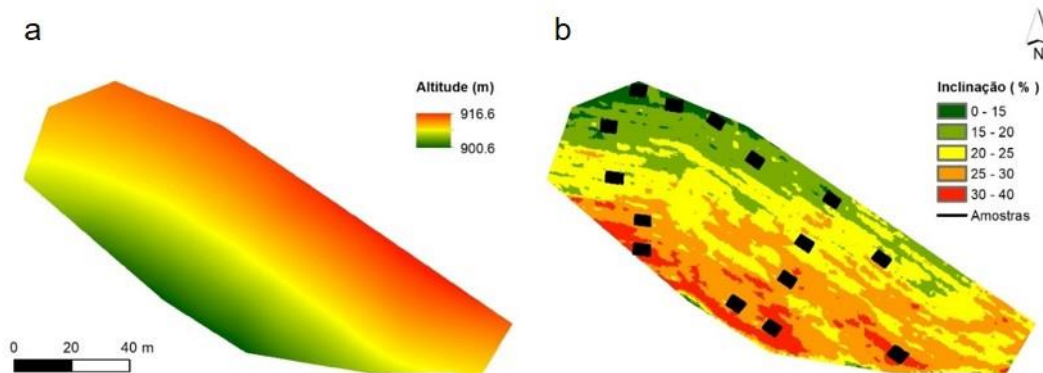 a
Altitude (m)
916.6
900.6
0 20 40 m
b
N
Inclinação ( % )
0 - 15
15 - 20
20 - 25
25 - 30
30 - 40
Amostras